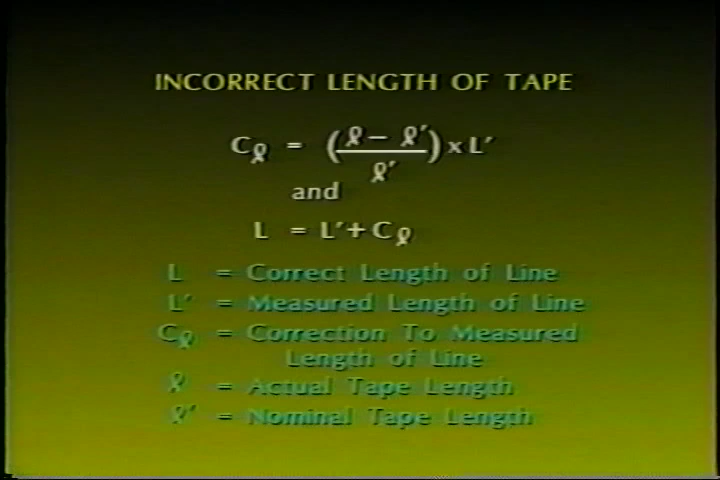 INCORRECT LENGTH OF TAPE
Cℓ = (ℓ – ℓ′ / ℓ′) x L′
and
L = L′ + Cℓ
L = Correct Length of Line
L′ = Measured Length of Line
Cℓ = Correction To Measured
Length of Line
ℓ = Actual Tape Length
ℓ′ = Nominal Tape Length